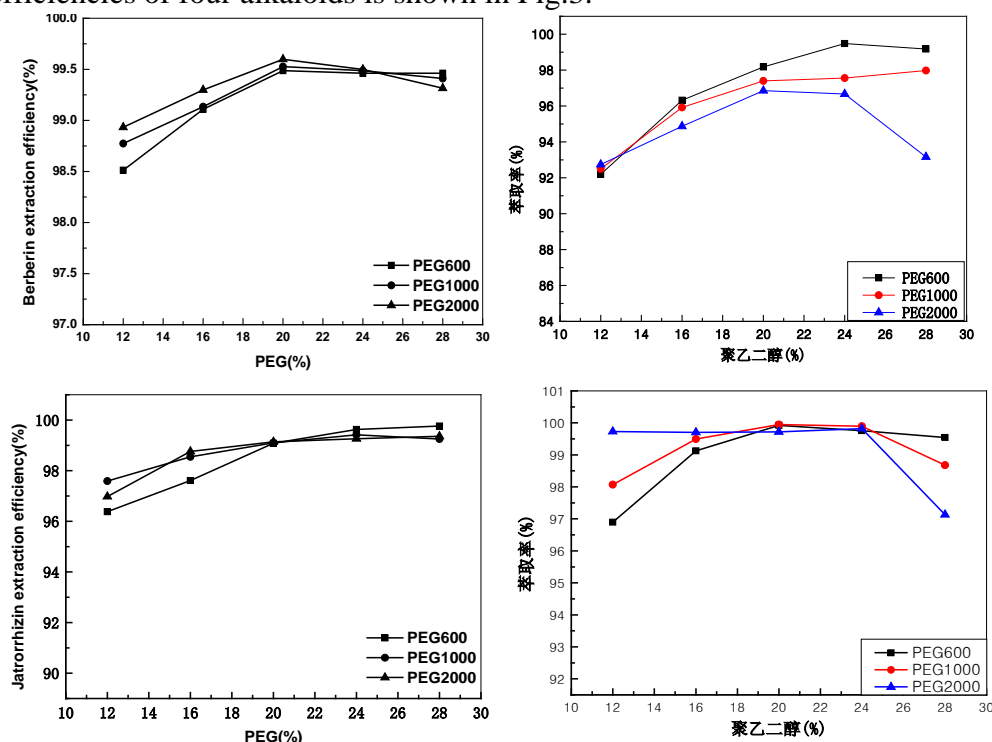 efficiencies of four alkaloids is shown in Fig.3.
100.0
99.5
99.0
98.5
98.0
97.5
97.0
Berberin extraction efficiency(%)
PEG600
PEG1000
PEG2000
10 12 14 16 18 20 22 24 26 28 30
PEG(%)
100
98
96
94
92
90
88
86
84
萃取率(%)
PEG600
PEG1000
PEG2000
10 12 14 16 18 20 22 24 26 28 30
聚乙二醇(%)
100
98
96
94
92
90
Jatrorrhizin extraction efficiency(%)
PEG600
PEG1000
PEG2000
10 12 14 16 18 20 22 24 26 28 30
PEG(%)
101
100
99
98
97
96
95
94
93
92
萃取率(%)
PEG600
PEG1000
PEG2000
10 12 14 16 18 20 22 24 26 28 30
聚乙二醇(%)